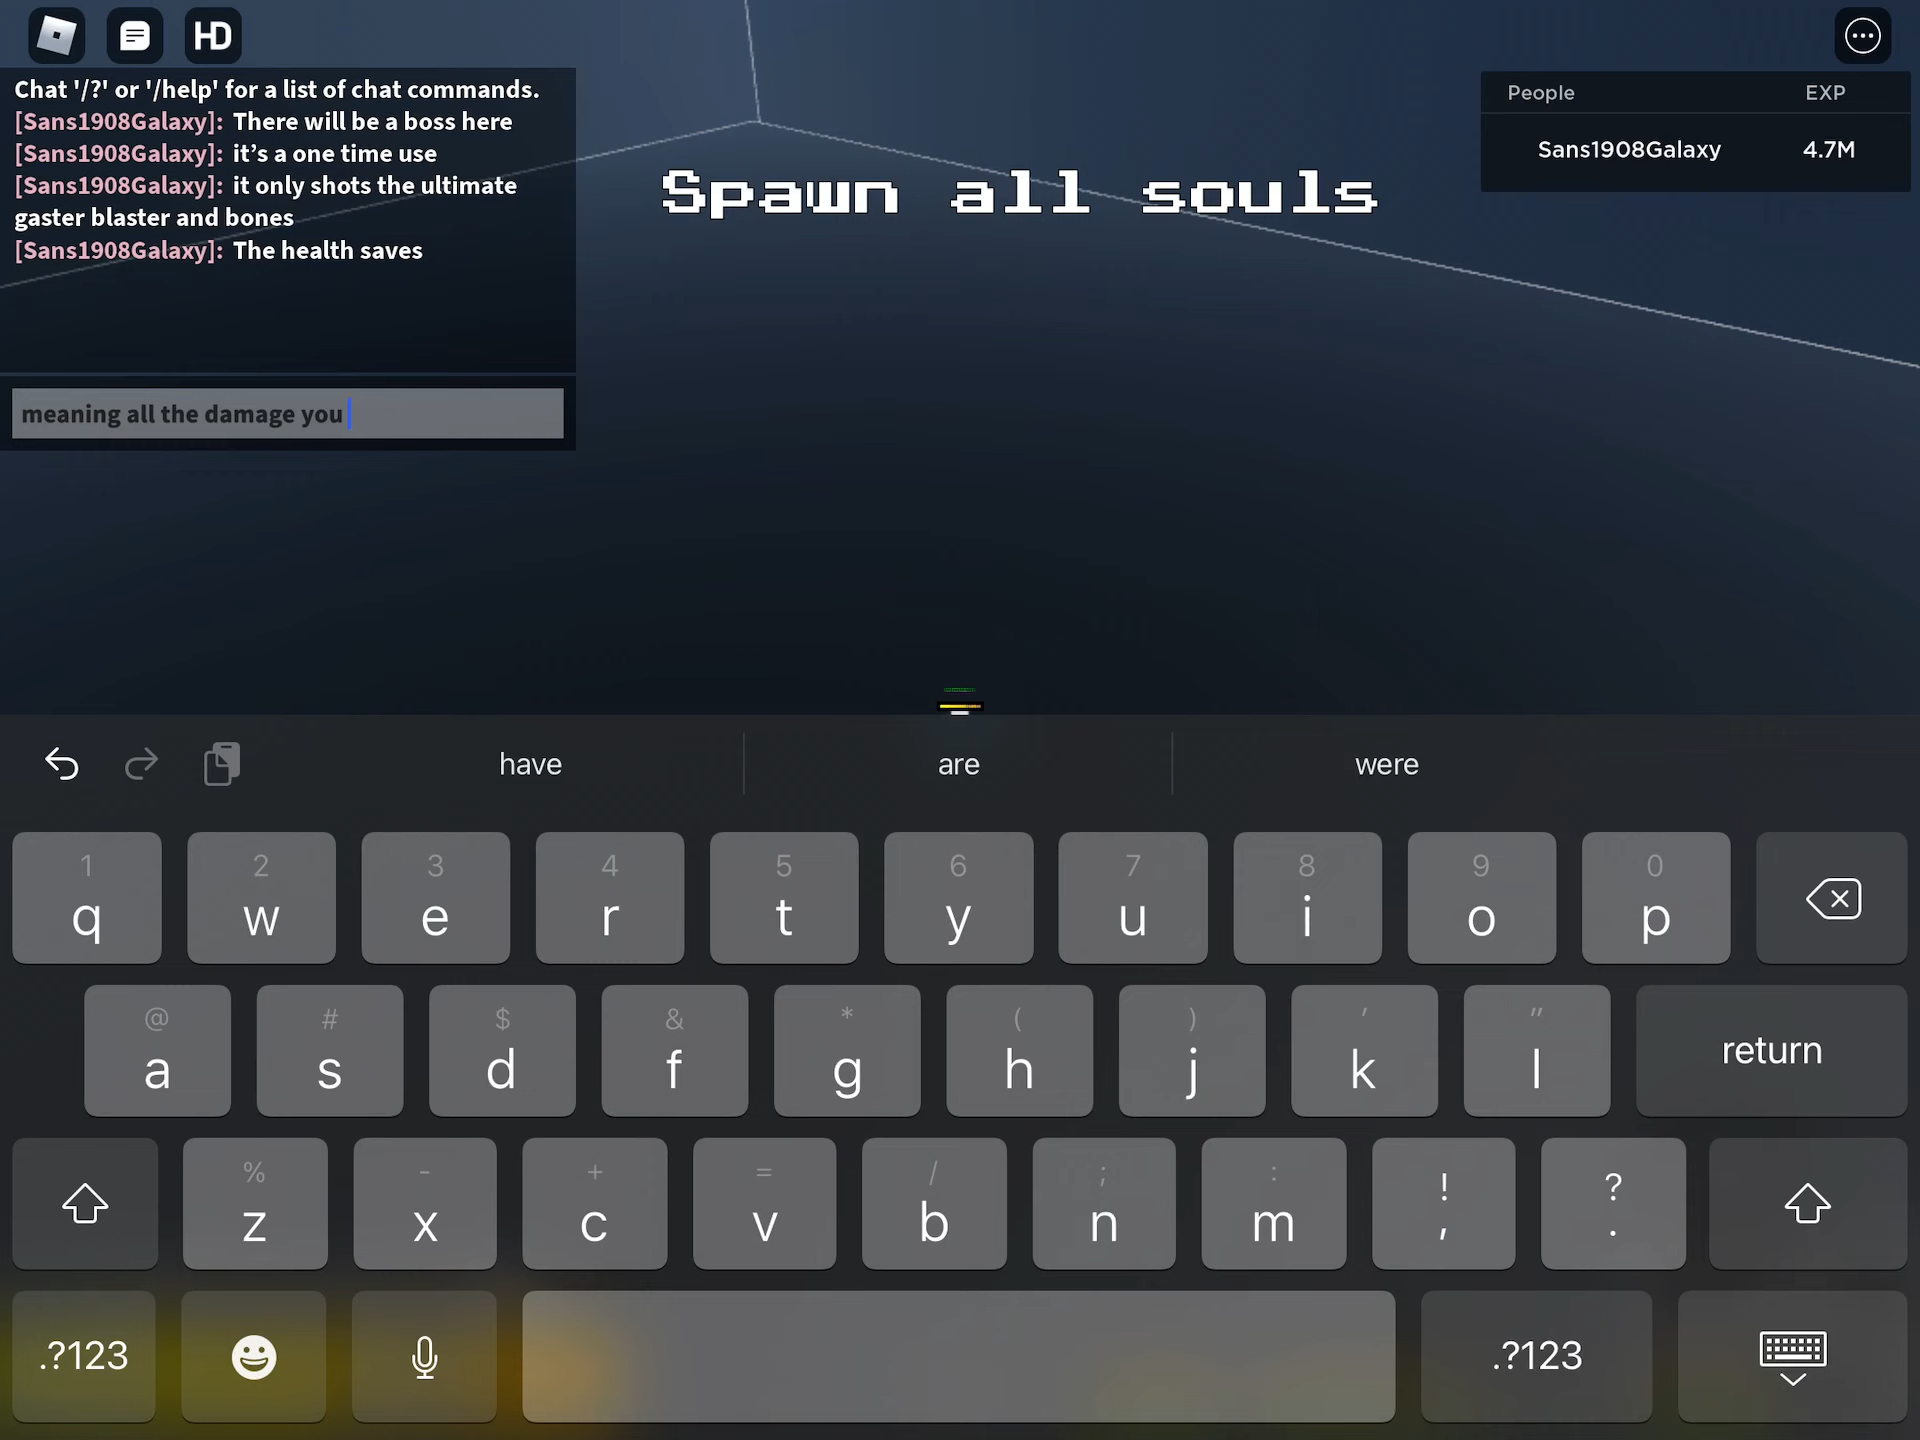 HD
Chat '/?' or '/help' for a list of chat commands.
[Sans1908Galaxy]: There will be a boss here
[Sans1908Galaxy]: it’s a one time use
[Sans1908Galaxy]: it only shots the ultimate
gaster blaster and bones
[Sans1908Galaxy]: The health saves
meaning all the damage you
Spawn all souls
People EXP
Sans1908Galaxy 4.7M
have are were
1 2 3 4 5 6 7 8 9 0
q w e r t y u i o p
@ # $ & * ( ) ' "
a s d f g h j k l return
% - + = / ; : ! ?
z x c v b n m , .
.?123 .?123